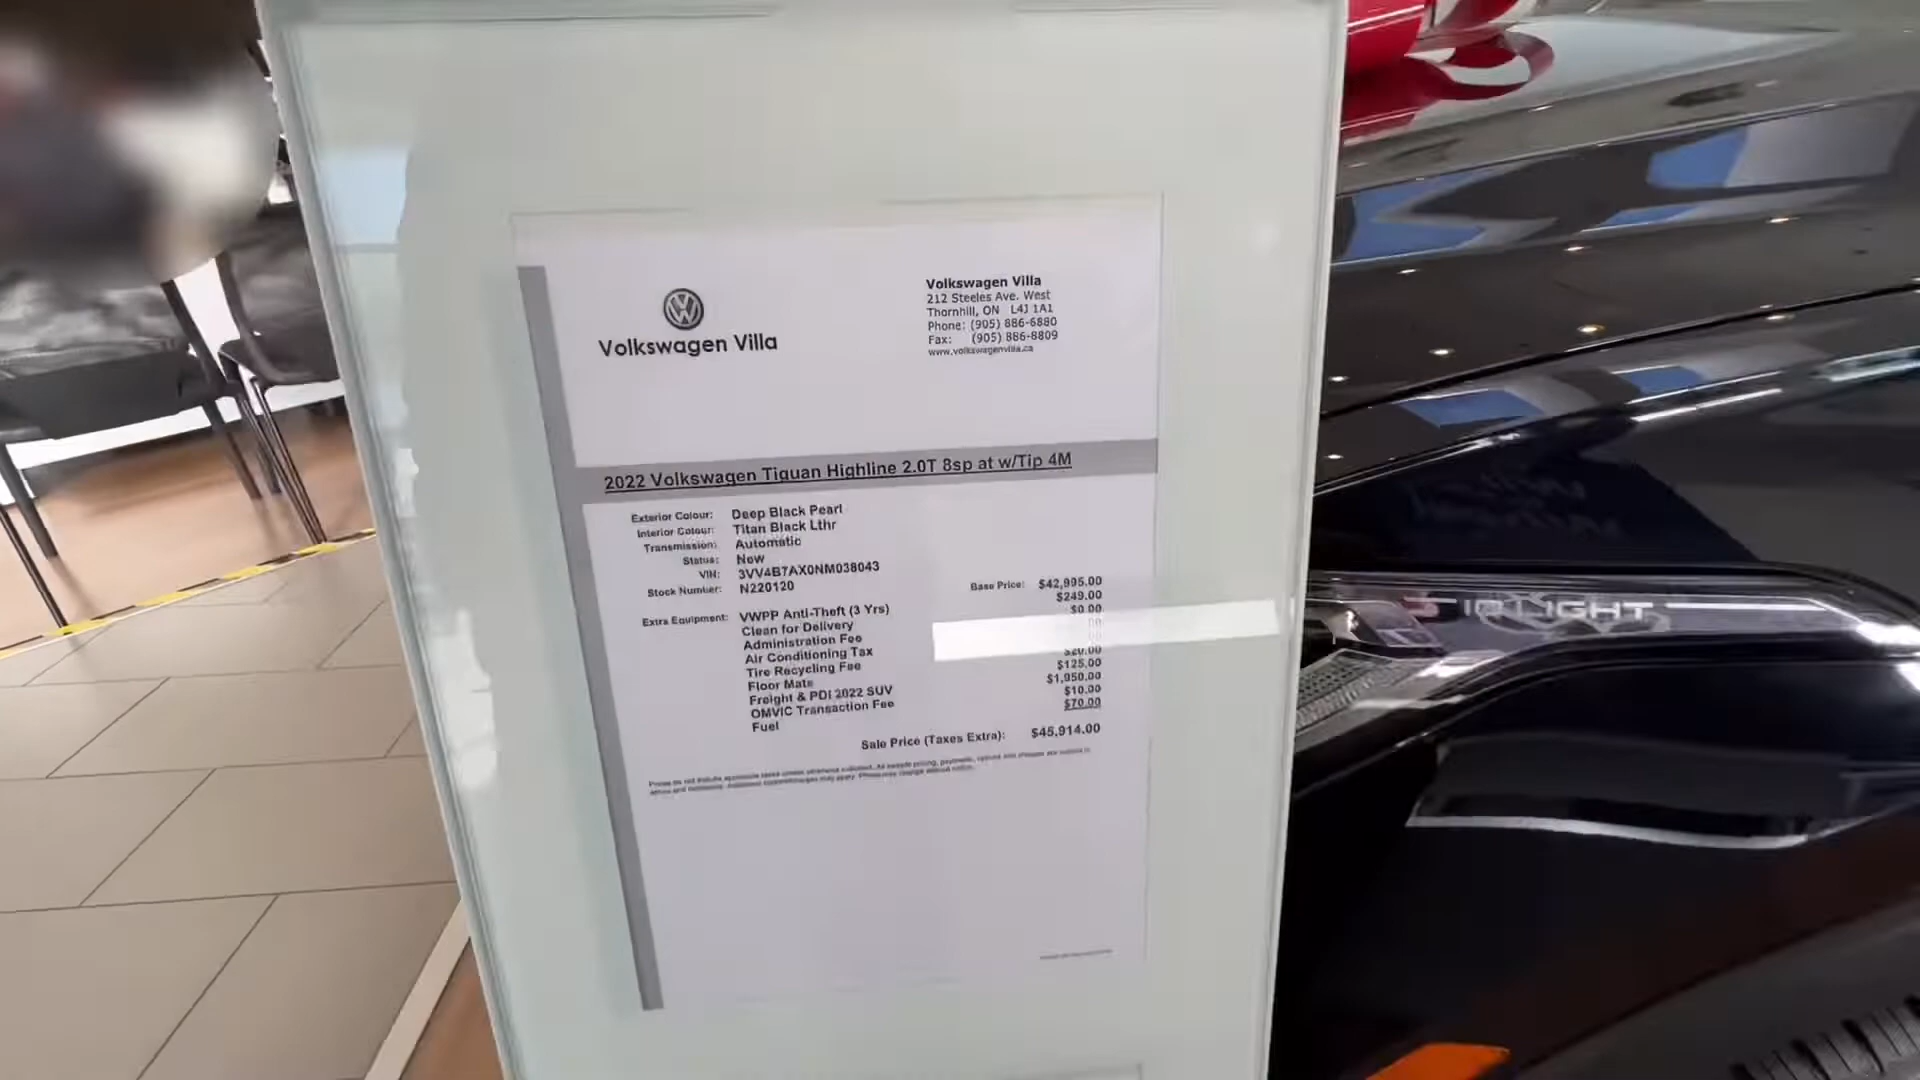 Volkswagen Villa
Volkswagen Villa
212 Steeles Ave. West
Thornhill, ON L4J 1A1
Phone: (905) 886-6880
Fax: (905) 886-8809
www.volkswagenvilla.ca
2022 Volkswagen Tiguan Highline 2.0T 8sp at w/Tip 4M
Exterior Colour: Deep Black Pearl
Interior Colour: Titan Black Lthr
Transmission: Automatic
Status: New
VIN: 3VV4B7AX0NM038043
Stock Number: N220120
Base Price: $42,995.00
Extra Equipment: VWPP Anti-Theft (3 Yrs) $249.00
Clean for Delivery $0.00
Administration Fee
Air Conditioning Tax
Tire Recycling Fee $20.00
Floor Mats $125.00
Freight & PDI 2022 SUV $1,950.00
OMVIC Transaction Fee $10.00
Fuel $70.00
Sale Price (Taxes Extra): $45,914.00
IQ LIGHT